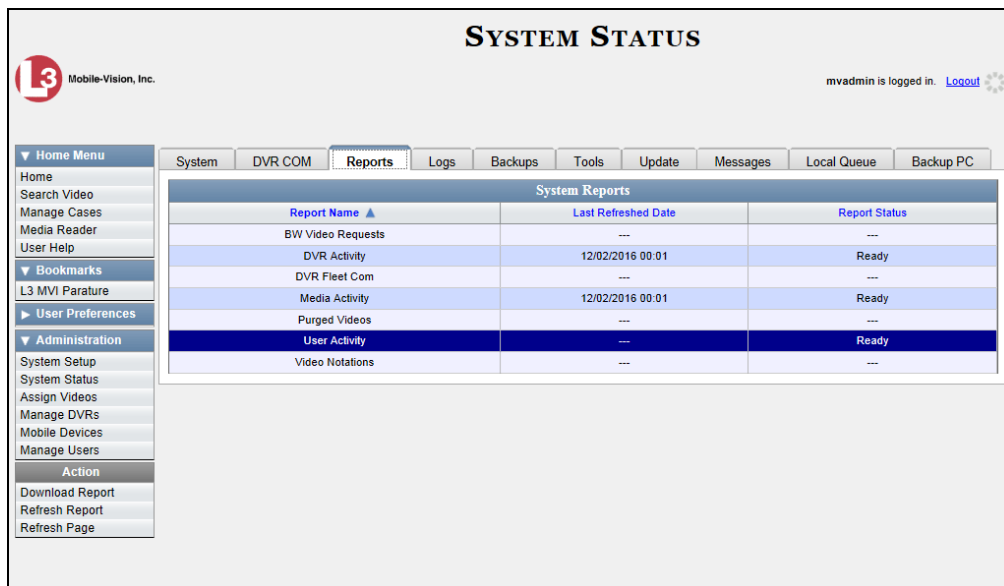 SYSTEM STATUS
L3 Mobile-Vision, Inc.
mvadmin is logged in. Logout
▼ Home Menu
Home
Search Video
Manage Cases
Media Reader
User Help
▼ Bookmarks
L3 MVI Parature
▶ User Preferences
▼ Administration
System Setup
System Status
Assign Videos
Manage DVRs
Mobile Devices
Manage Users
Action
Download Report
Refresh Report
Refresh Page
System DVR COM Reports Logs Backups Tools Update Messages Local Queue Backup PC
System Reports
Report Name ▲ Last Refreshed Date Report Status
BW Video Requests --- ---
DVR Activity 12/02/2016 00:01 Ready
DVR Fleet Com --- ---
Media Activity 12/02/2016 00:01 Ready
Purged Videos --- ---
User Activity --- Ready
Video Notations --- ---